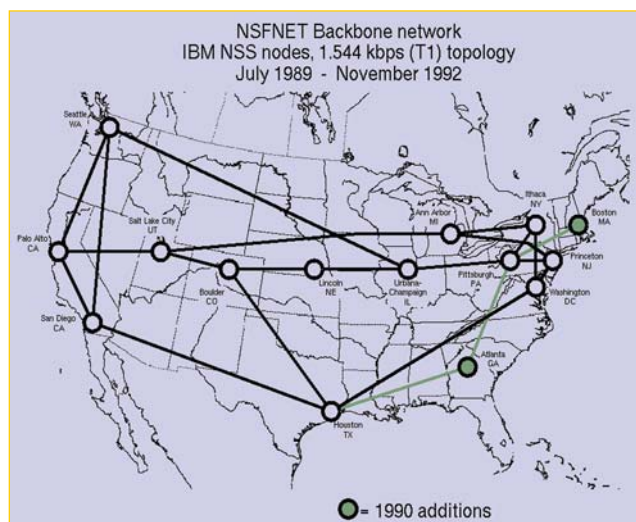 NSFNET Backbone network
IBM NSS nodes, 1.544 kbps (T1) topology
July 1989 - November 1992
Seattle
WA
Ithaca
NY
Ann Arbor
MI
Boston
MA
Salt Lake City
UT
Palo Alto
CA
Pittsburgh
PA
Princeton
NJ
Boulder
CO
Lincoln
NE
Urbana-
Champaign
IL
Washington
DC
San Diego
CA
Atlanta
GA
Houston
TX
= 1990 additions